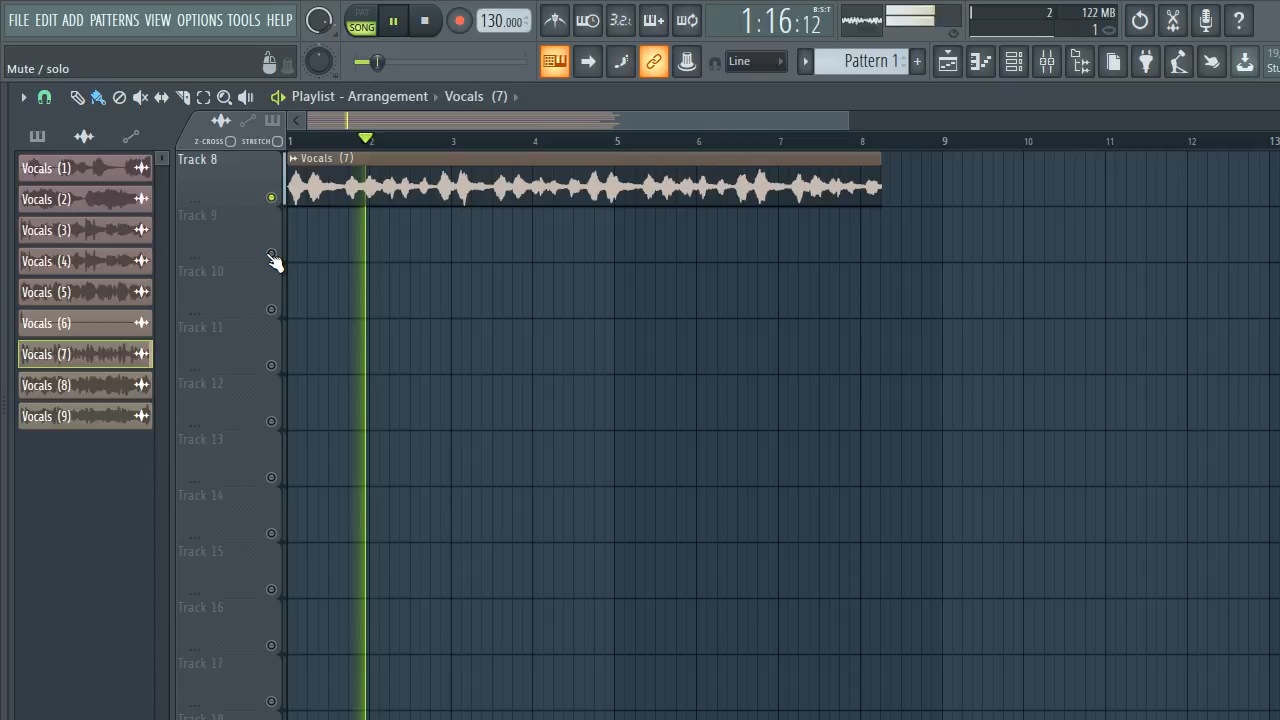 FILE EDIT ADD PATTERNS VIEW OPTIONS TOOLS HELP
PAT
SONG
130.000
3.2.
1:16:12
B:S:T
2
122 MB
1
Mute / solo
Line
Pattern 1
Playlist - Arrangement
Vocals (7)
Z-CROSS
STRETCH
1 2 3 4 5 6 7 8 9 10 11 12 13
Vocals (1)
Vocals (2)
Vocals (3)
Vocals (4)
Vocals (5)
Vocals (6)
Vocals (7)
Vocals (8)
Vocals (9)
Track 8
Vocals (7)
Track 9
Track 10
Track 11
Track 12
Track 13
Track 14
Track 15
Track 16
Track 17